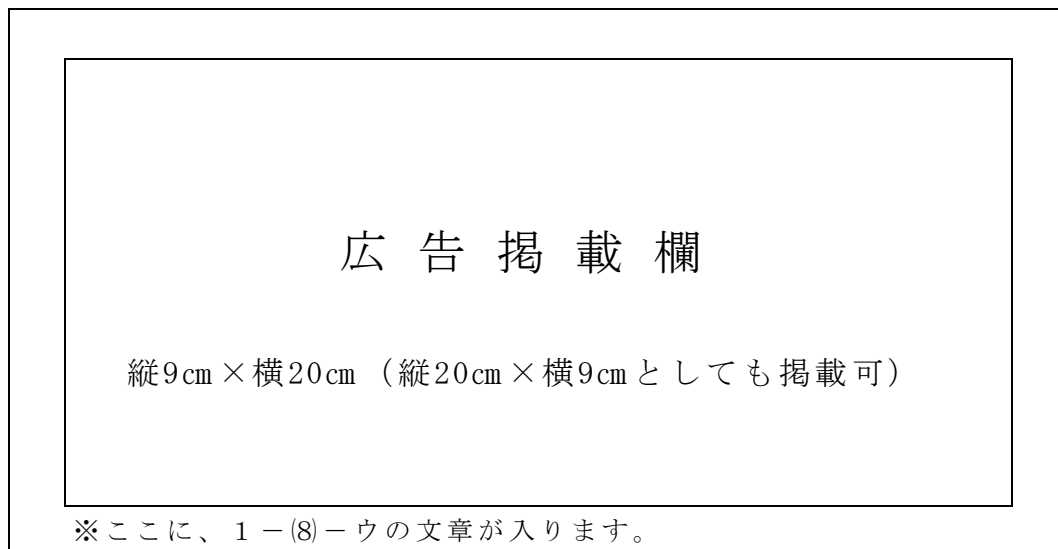 広告掲載欄
縦9㎝×横20㎝（縦20㎝×横9㎝としても掲載可）
※ここに、１－⑻－ウの文章が入ります。